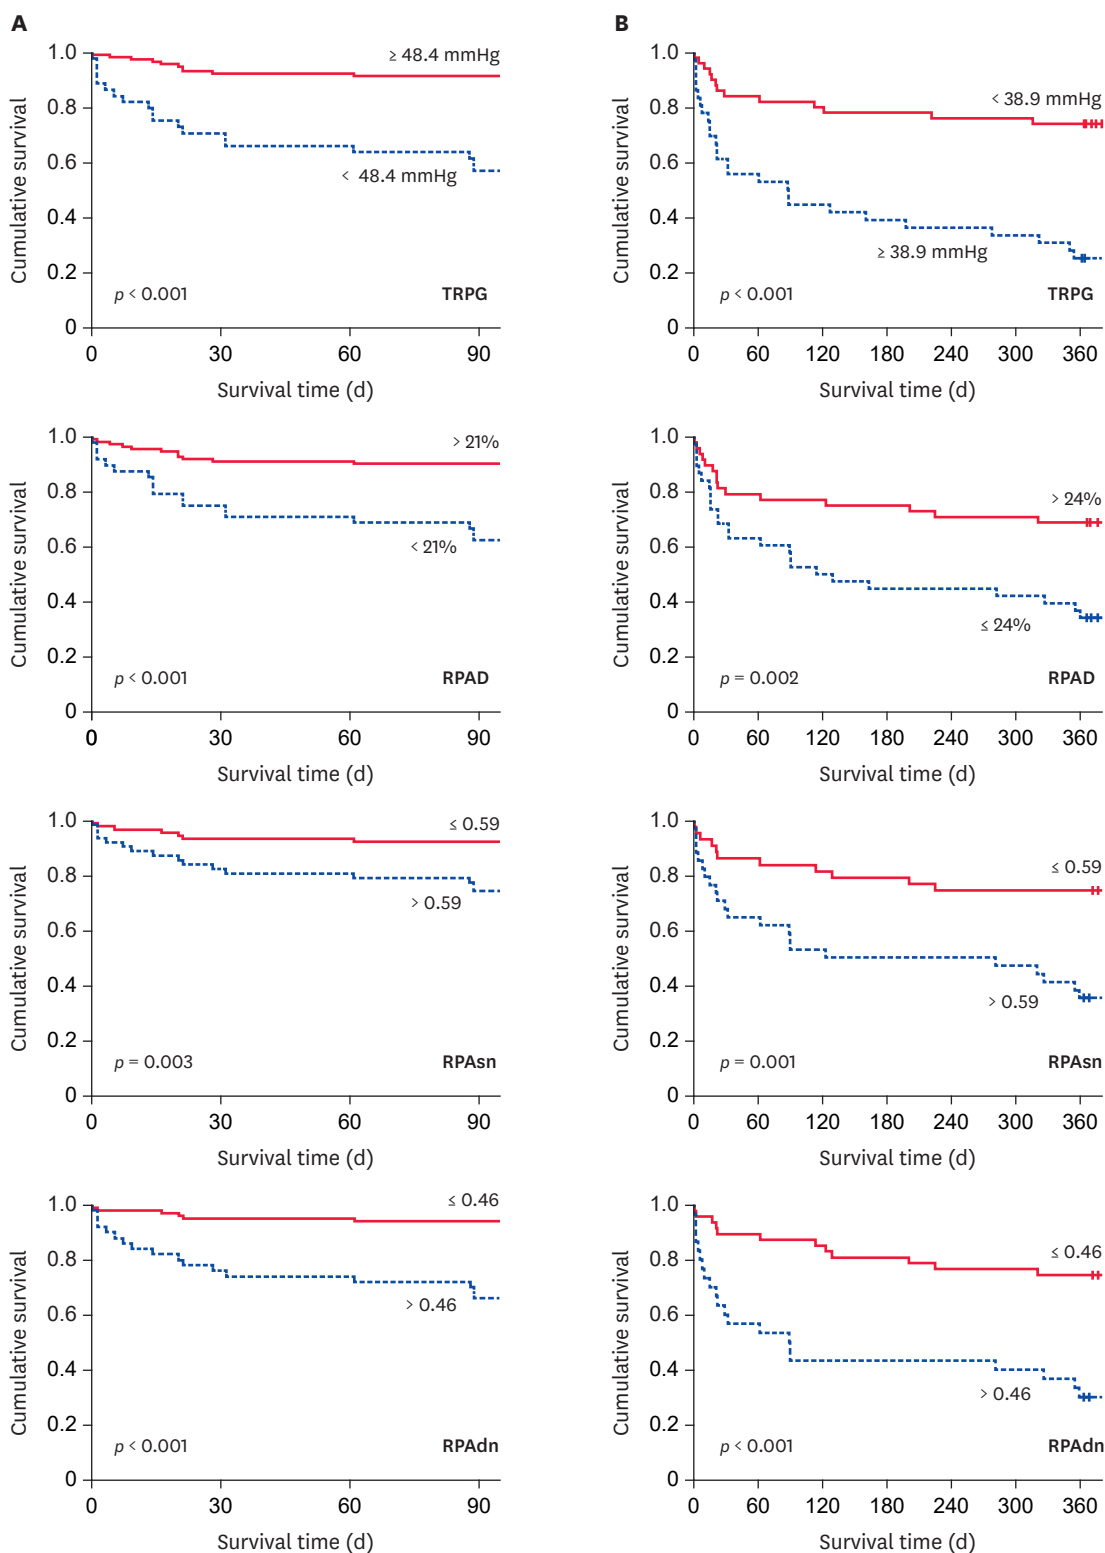 A
Cumulative survival
1.0
0.8
0.6
0.4
0.2
0
≥ 48.4 mmHg
< 48.4 mmHg
p < 0.001
TRPG
0 30 60 90
Survival time (d)
B
Cumulative survival
1.0
0.8
0.6
0.4
0.2
0
< 38.9 mmHg
≥ 38.9 mmHg
p < 0.001
TRPG
0 60 120 180 240 300 360
Survival time (d)
Cumulative survival
1.0
0.8
0.6
0.4
0.2
0
> 21%
< 21%
p < 0.001
RPAD
0 30 60 90
Survival time (d)
Cumulative survival
1.0
0.8
0.6
0.4
0.2
0
> 24%
≤ 24%
p = 0.002
RPAD
0 60 120 180 240 300 360
Survival time (d)
Cumulative survival
1.0
0.8
0.6
0.4
0.2
0
≤ 0.59
> 0.59
p = 0.003
RPAsn
0 30 60 90
Survival time (d)
Cumulative survival
1.0
0.8
0.6
0.4
0.2
0
≤ 0.59
> 0.59
p = 0.001
RPAsn
0 60 120 180 240 300 360
Survival time (d)
Cumulative survival
1.0
0.8
0.6
0.4
0.2
0
≤ 0.46
> 0.46
p < 0.001
RPAdn
0 30 60 90
Survival time (d)
Cumulative survival
1.0
0.8
0.6
0.4
0.2
0
≤ 0.46
> 0.46
p < 0.001
RPAdn
0 60 120 180 240 300 360
Survival time (d)